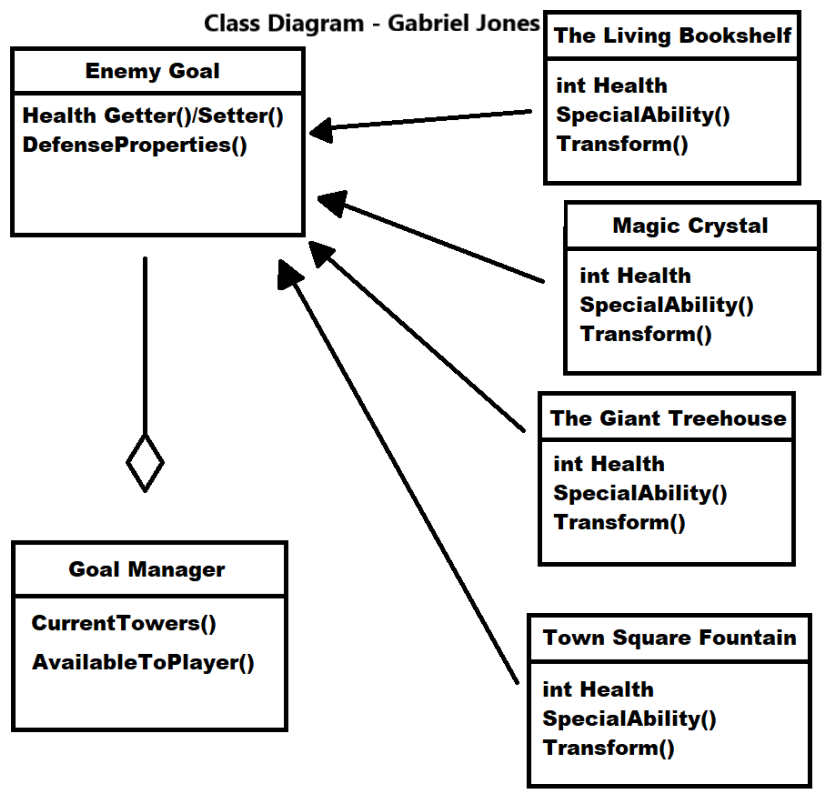 Class Diagram - Gabriel Jones
Enemy Goal
Health Getter()/Setter()
DefenseProperties()
The Living Bookshelf
int Health
SpecialAbility()
Transform()
Magic Crystal
int Health
SpecialAbility()
Transform()
The Giant Treehouse
int Health
SpecialAbility()
Transform()
Goal Manager
CurrentTowers()
AvailableToPlayer()
Town Square Fountain
int Health
SpecialAbility()
Transform()